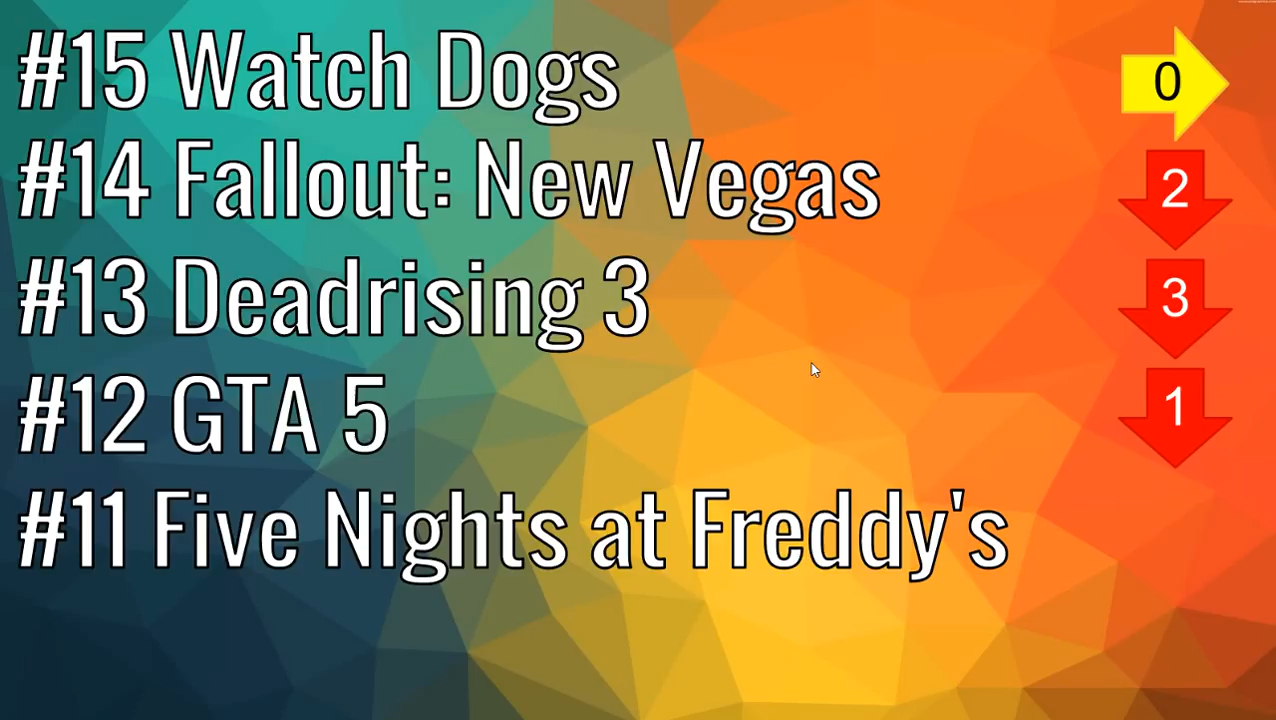 #15 Watch Dogs 0
#14 Fallout: New Vegas 2
#13 Deadrising 3 3
#12 GTA 5 1
#11 Five Nights at Freddy's